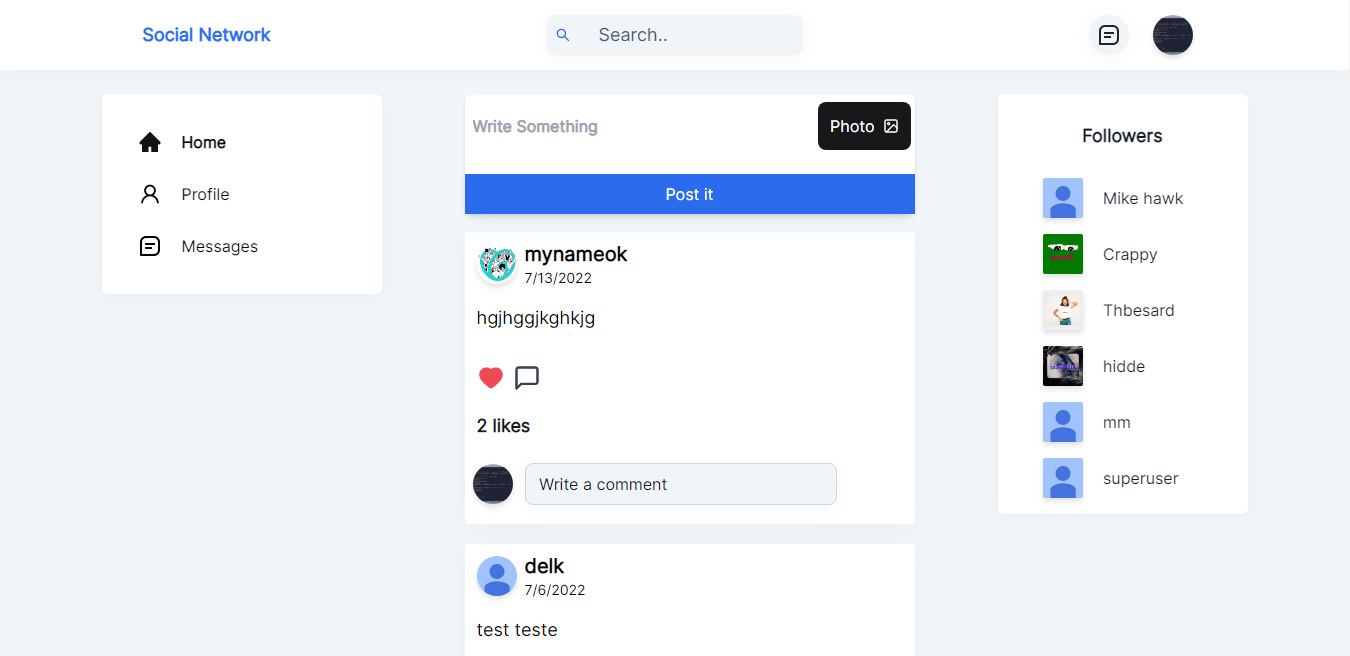 Social Network
Search..
Home
Profile
Messages
Write Something
Photo
Post it
mynameok
7/13/2022
hgjhggjkghkjg
2 likes
Write a comment
delk
7/6/2022
test teste
Followers
Mike hawk
Crappy
Thbesard
hidde
mm
superuser